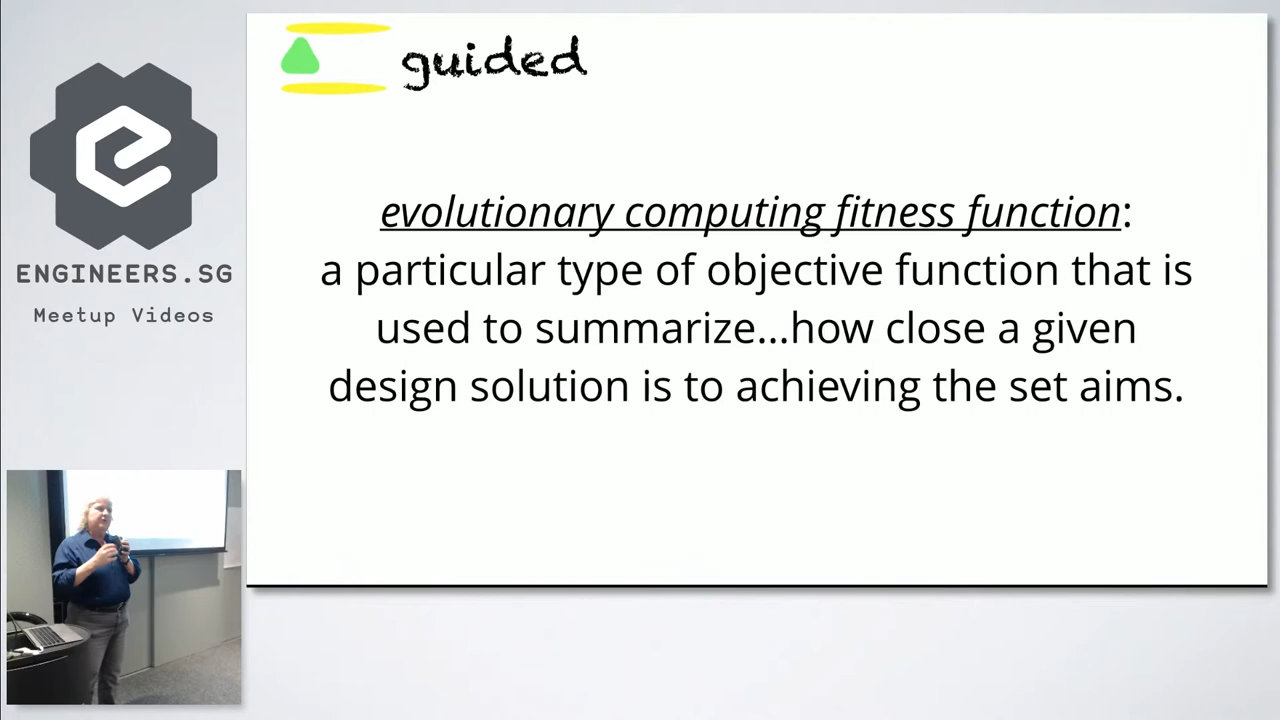 guided
evolutionary computing fitness function:
a particular type of objective function that is
used to summarize...how close a given
design solution is to achieving the set aims.
ENGINEERS.SG
Meetup Videos